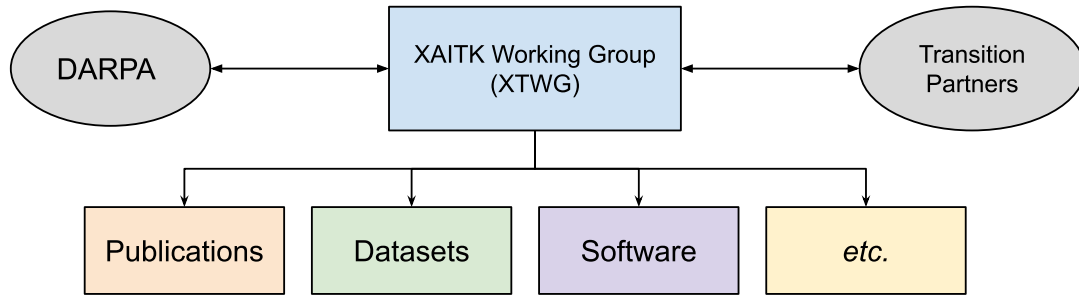 DARPA
XAITK Working Group
(XTWG)
Transition
Partners
Publications
Datasets
Software
etc.